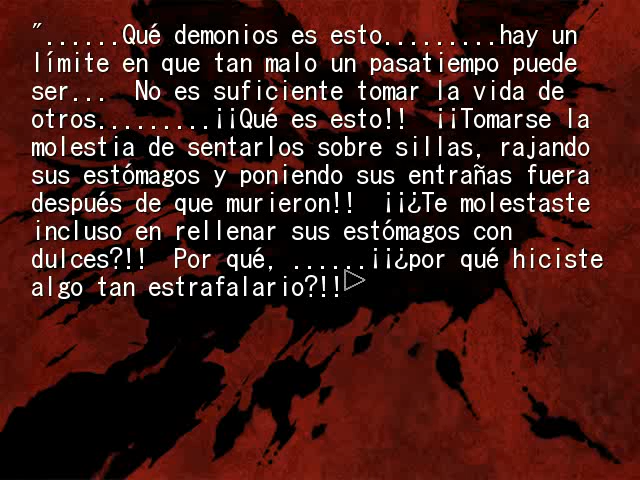 "......Qué demonios es esto.........hay un
límite en que tan malo un pasatiempo puede
ser...  No es suficiente tomar la vida de
otros.........¡¡Qué es esto!!  ¡¡Tomarse la
molestia de sentarlos sobre sillas, rajando
sus estómagos y poniendo sus entrañas fuera
después de que murieron!!  ¡¡¿Te molestaste
incluso en rellenar sus estómagos con
dulces?!!  Por qué, ......¡¡¿por qué hiciste
algo tan estrafalario?!!